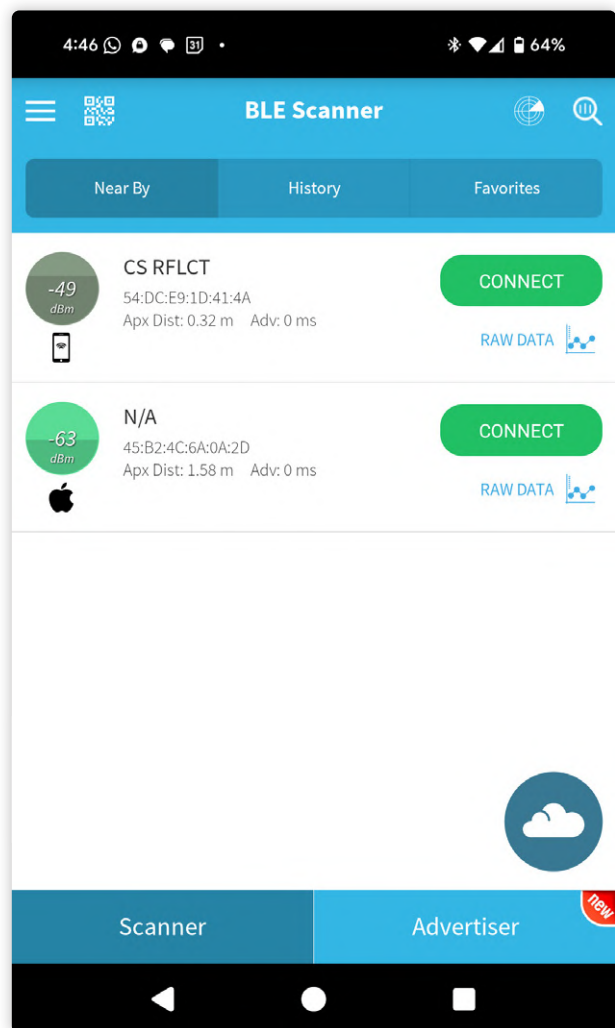 4:46 31 64%
BLE Scanner
Near By History Favorites
-49 dBm
CS RFLCT
54:DC:E9:1D:41:4A
Apx Dist: 0.32 m Adv: 0 ms
CONNECT
RAW DATA
-63 dBm
N/A
45:B2:4C:6A:0A:2D
Apx Dist: 1.58 m Adv: 0 ms
CONNECT
RAW DATA
Scanner Advertiser new